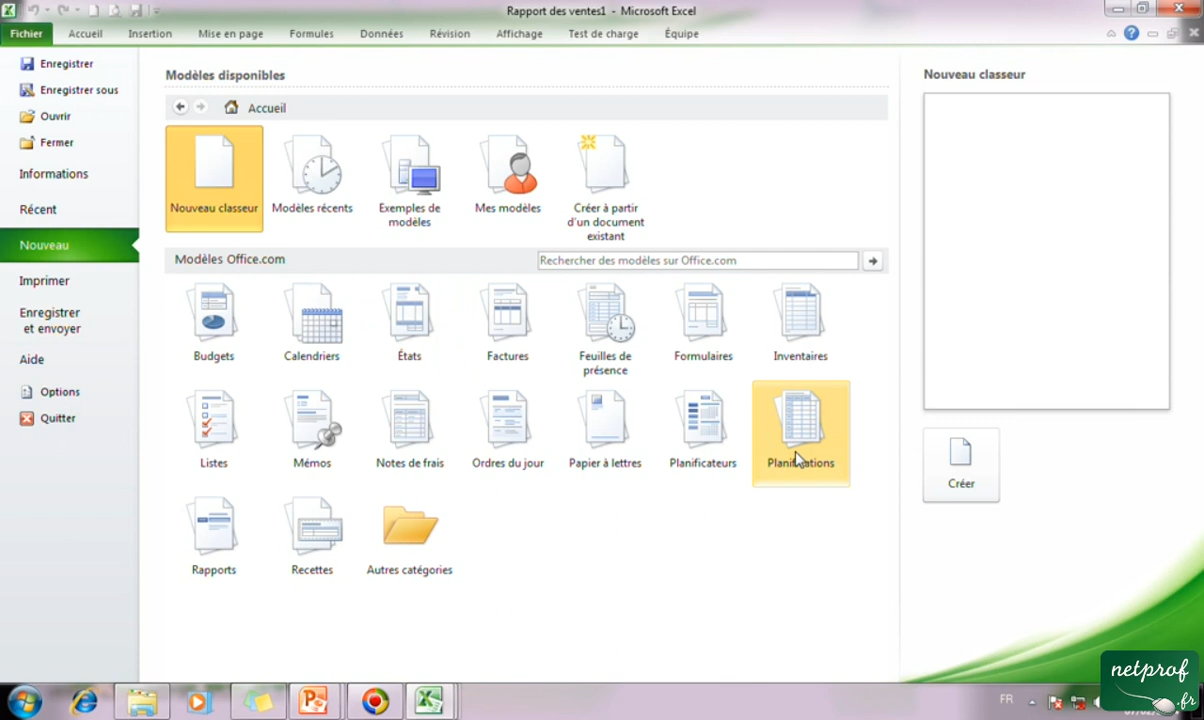 Rapport des ventes1 - Microsoft Excel
Fichier Accueil Insertion Mise en page Formules Données Révision Affichage Test de charge Équipe
Enregistrer
Enregistrer sous
Ouvrir
Fermer
Informations
Récent
Nouveau
Imprimer
Enregistrer
et envoyer
Aide
Options
Quitter
Modèles disponibles
Accueil
Nouveau classeur
Modèles récents
Exemples de
modèles
Mes modèles
Créer à partir
d'un document
existant
Modèles Office.com
Rechercher des modèles sur Office.com
Budgets
Calendriers
États
Factures
Feuilles de
présence
Formulaires
Inventaires
Listes
Mémos
Notes de frais
Ordres du jour
Papier à lettres
Planificateurs
Planifications
Rapports
Recettes
Autres catégories
Nouveau classeur
Créer
FR
netprof
.fr